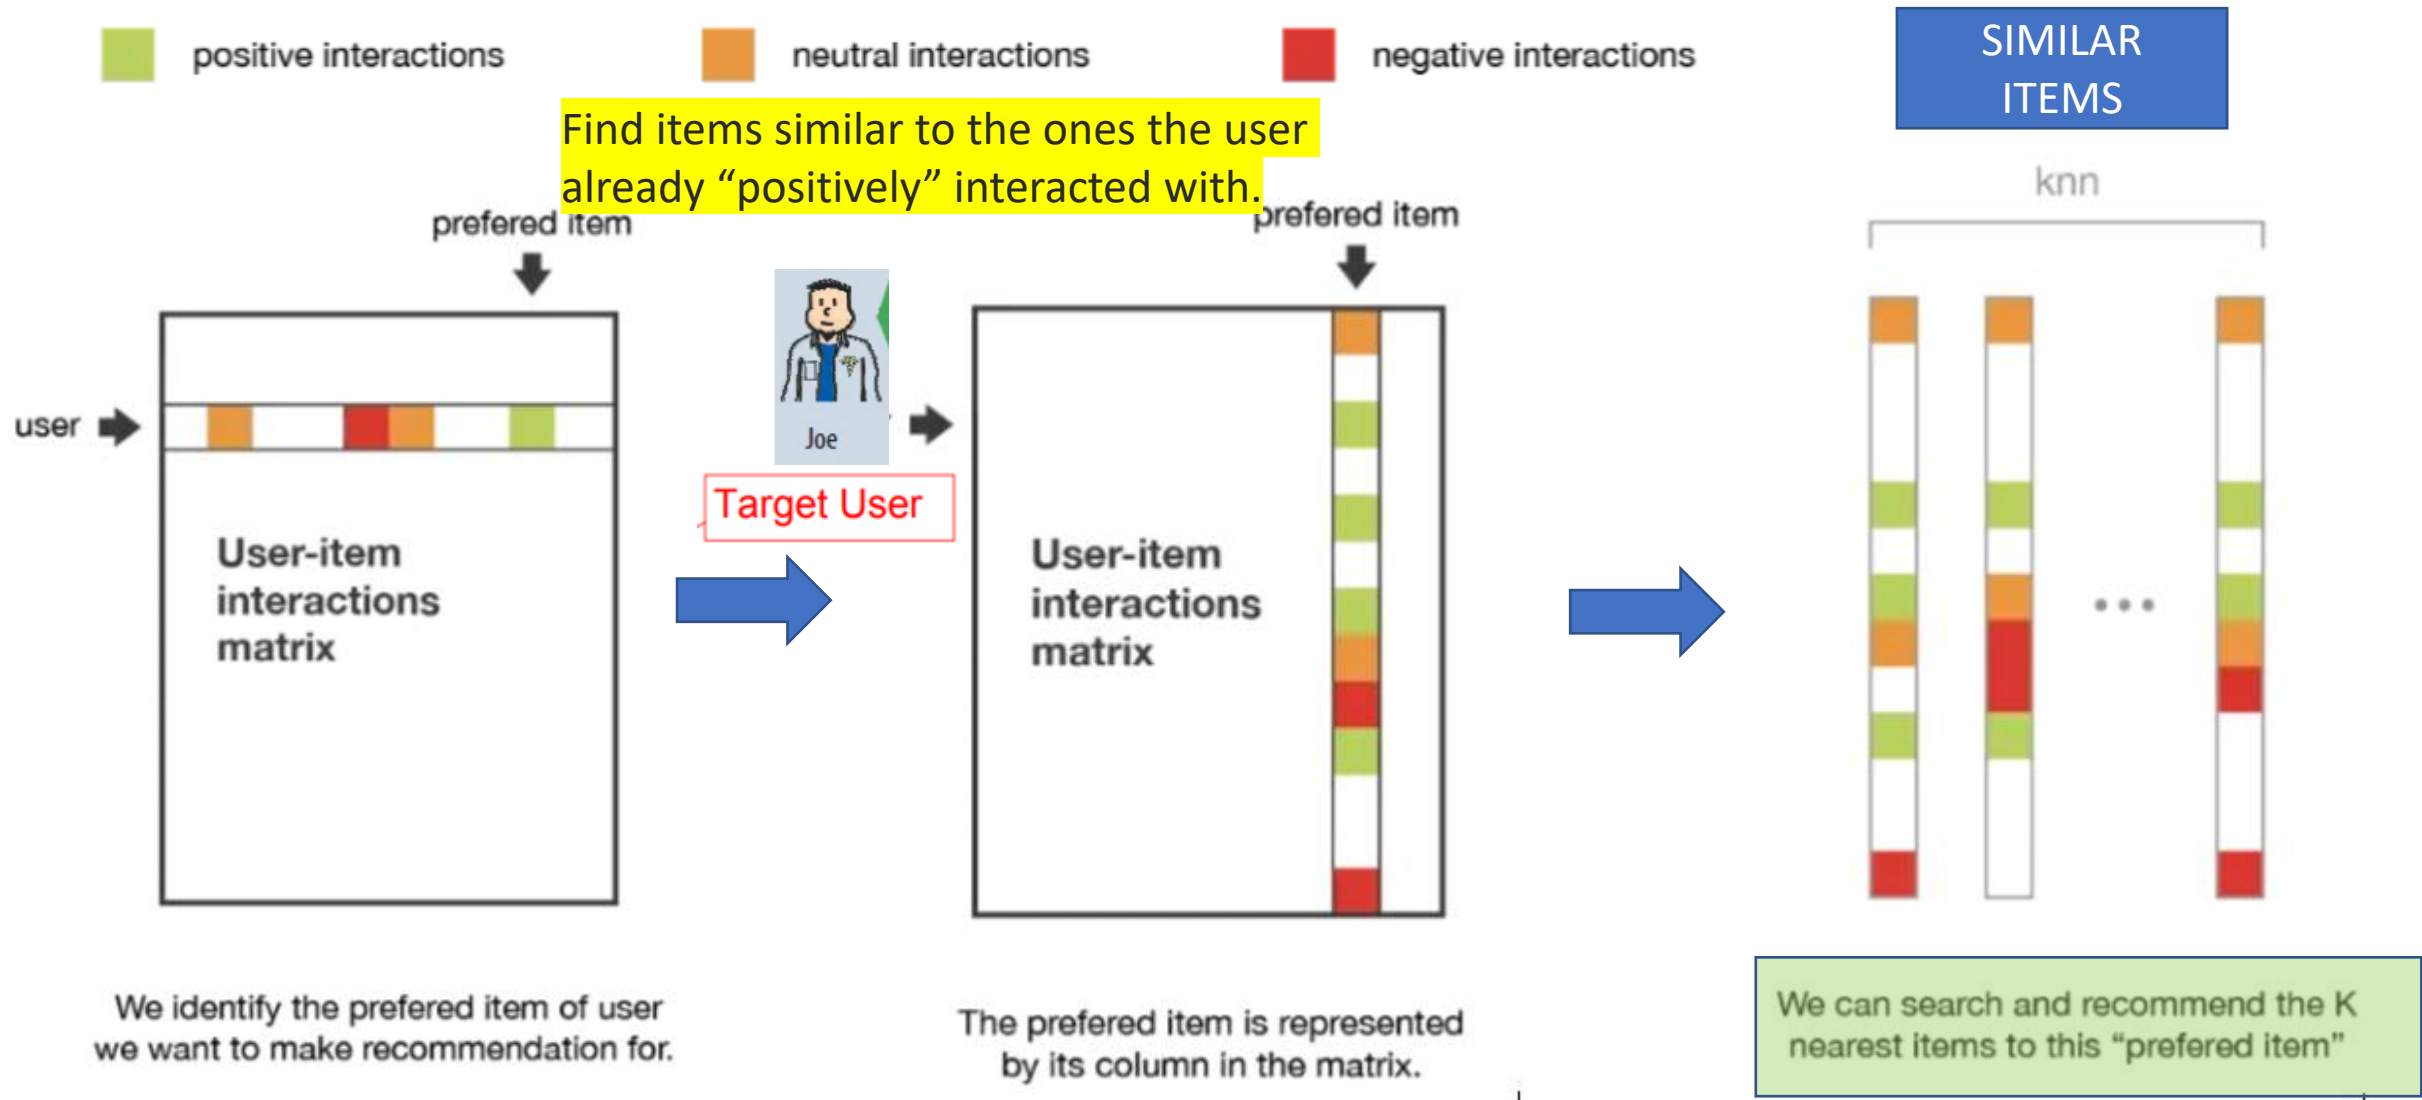 positive interactions
neutral interactions
negative interactions
SIMILAR
ITEMS
Find items similar to the ones the user
already “positively” interacted with.
knn
prefered item
prefered item
user
Joe
Target User
User-item
interactions
matrix
User-item
interactions
matrix
We identify the prefered item of user
we want to make recommendation for.
The prefered item is represented
by its column in the matrix.
We can search and recommend the K
nearest items to this “prefered item”